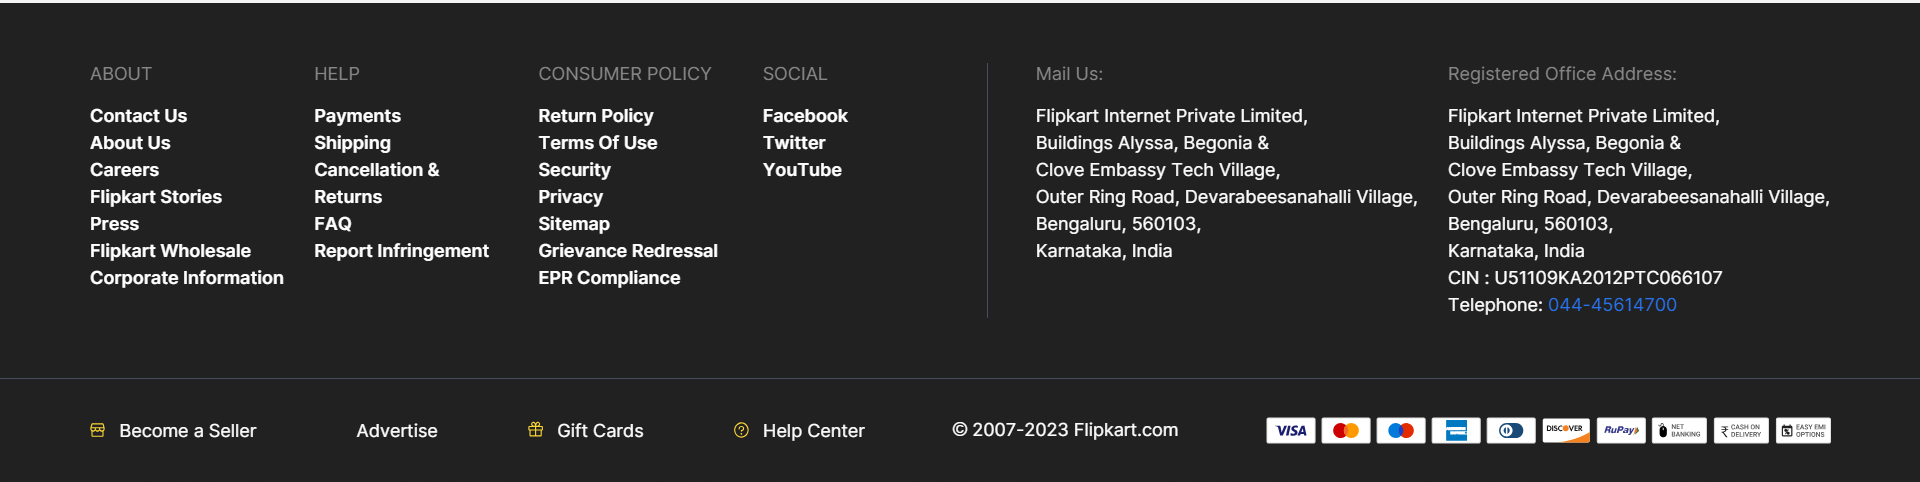 ABOUT
Contact Us
About Us
Careers
Flipkart Stories
Press
Flipkart Wholesale
Corporate Information
HELP
Payments
Shipping
Cancellation &
Returns
FAQ
Report Infringement
CONSUMER POLICY
Return Policy
Terms Of Use
Security
Privacy
Sitemap
Grievance Redressal
EPR Compliance
SOCIAL
Facebook
Twitter
YouTube
Mail Us:
Flipkart Internet Private Limited,
Buildings Alyssa, Begonia &
Clove Embassy Tech Village,
Outer Ring Road, Devarabeesanahalli Village,
Bengaluru, 560103,
Karnataka, India
Registered Office Address:
Flipkart Internet Private Limited,
Buildings Alyssa, Begonia &
Clove Embassy Tech Village,
Outer Ring Road, Devarabeesanahalli Village,
Bengaluru, 560103,
Karnataka, India
CIN : U51109KA2012PTC066107
Telephone: 044-45614700
Become a Seller
Advertise
Gift Cards
Help Center
© 2007-2023 Flipkart.com
VISA
DISCOVER
RuPay
NET
BANKING
CASH ON
DELIVERY
EASY EMI
OPTIONS